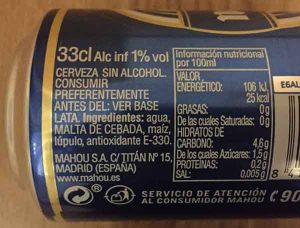 33cl Alc inf 1% vol
CERVEZA SIN ALCOHOL.
CONSUMIR
PREFERENTEMENTE
ANTES DEL: VER BASE
LATA. Ingredientes: agua,
MALTA DE CEBADA, maíz,
lúpulo, antioxidante E-330.
MAHOU S.A. C/ TITÁN Nº 15,
MADRID (ESPAÑA)
www.mahou.es
Información nutricional
por 100ml
VALOR
ENERGÉTICO: 106 kJ,
25 kcal
GRASAS: 0g
De las cuales Saturadas: 0g
HIDRATOS DE
CARBONO: 4,6g
De los cuales Azúcares: 1,5g
PROTEÍNAS: 0,2g
SAL: 0,005g
E6AL
8
SERVICIO DE ATENCIÓN
AL CONSUMIDOR MAHOU
90